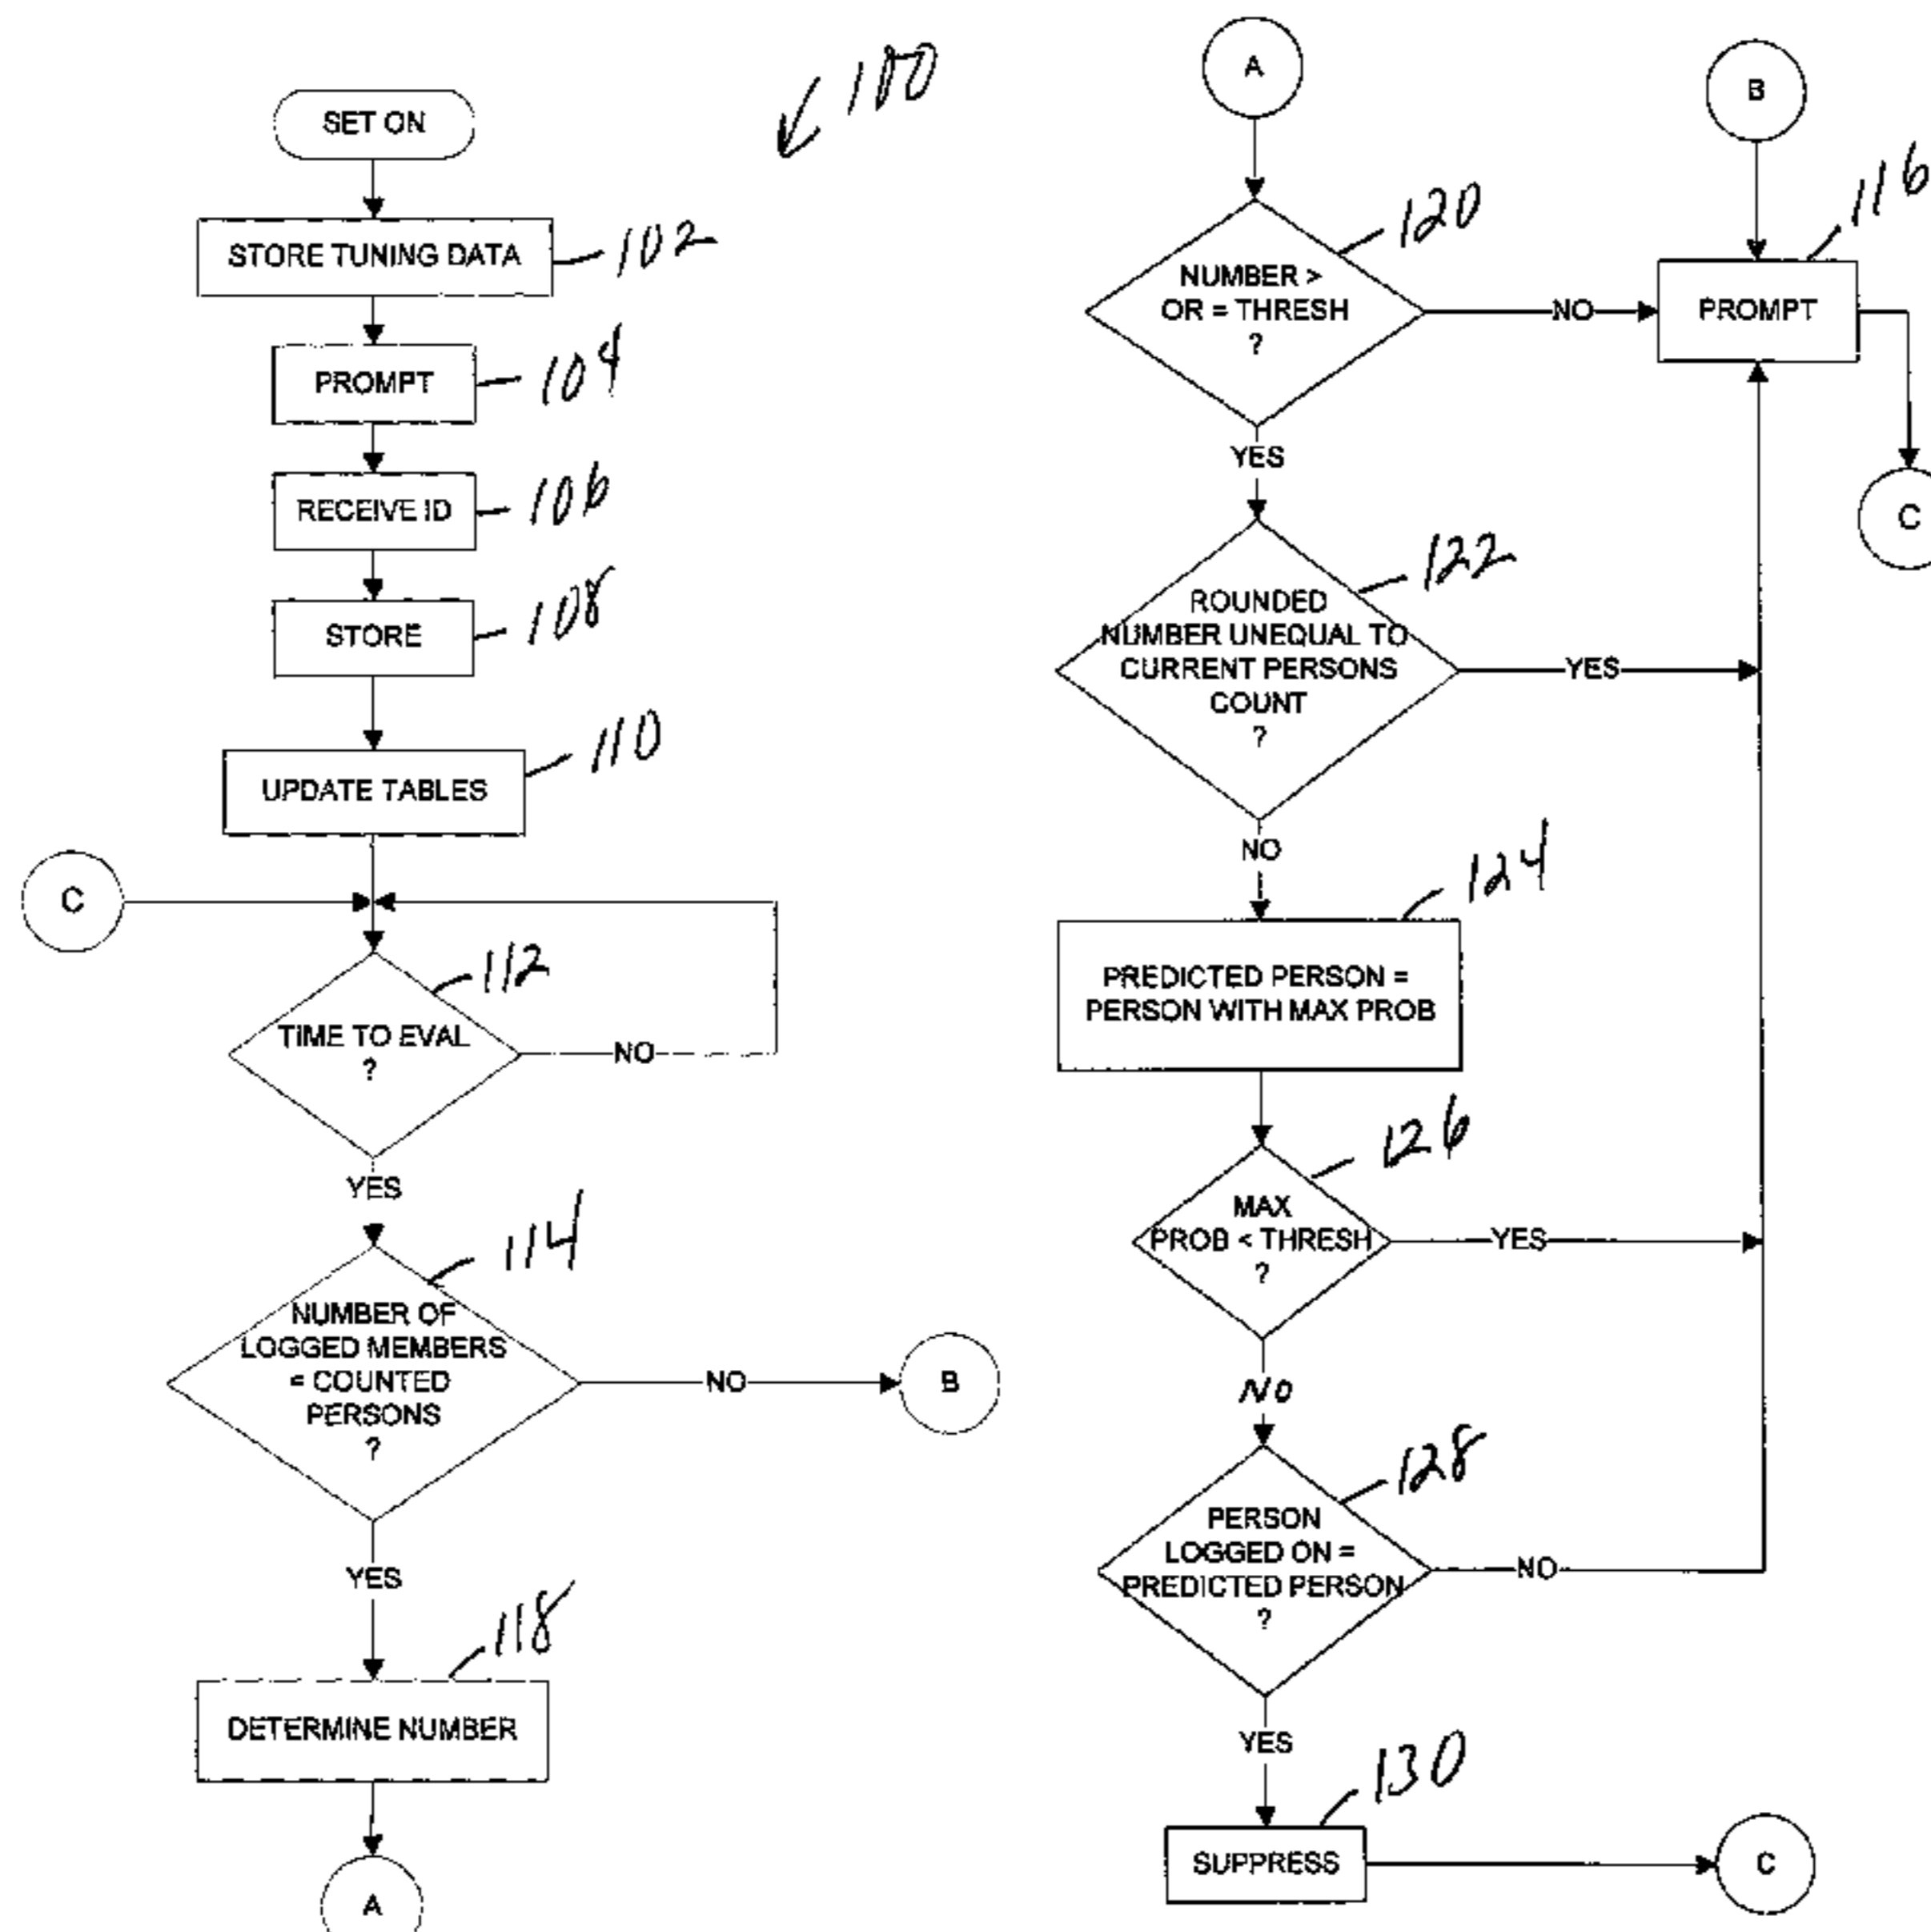 100
SET ON
STORE TUNING DATA
102
PROMPT
104
RECEIVE ID
106
STORE
108
UPDATE TABLES
110
C
112
TIME TO EVAL
?
NO
YES
114
NUMBER OF
LOGGED MEMBERS
= COUNTED
PERSONS
?
NO
B
YES
118
DETERMINE NUMBER
A
A
120
NUMBER >
OR = THRESH
?
NO
YES
B
116
PROMPT
C
122
ROUNDED
NUMBER UNEQUAL TO
CURRENT PERSONS
COUNT
?
YES
NO
124
PREDICTED PERSON =
PERSON WITH MAX PROB
126
MAX
PROB < THRESH
?
YES
NO
128
PERSON
LOGGED ON =
PREDICTED PERSON
?
NO
YES
130
SUPPRESS
C